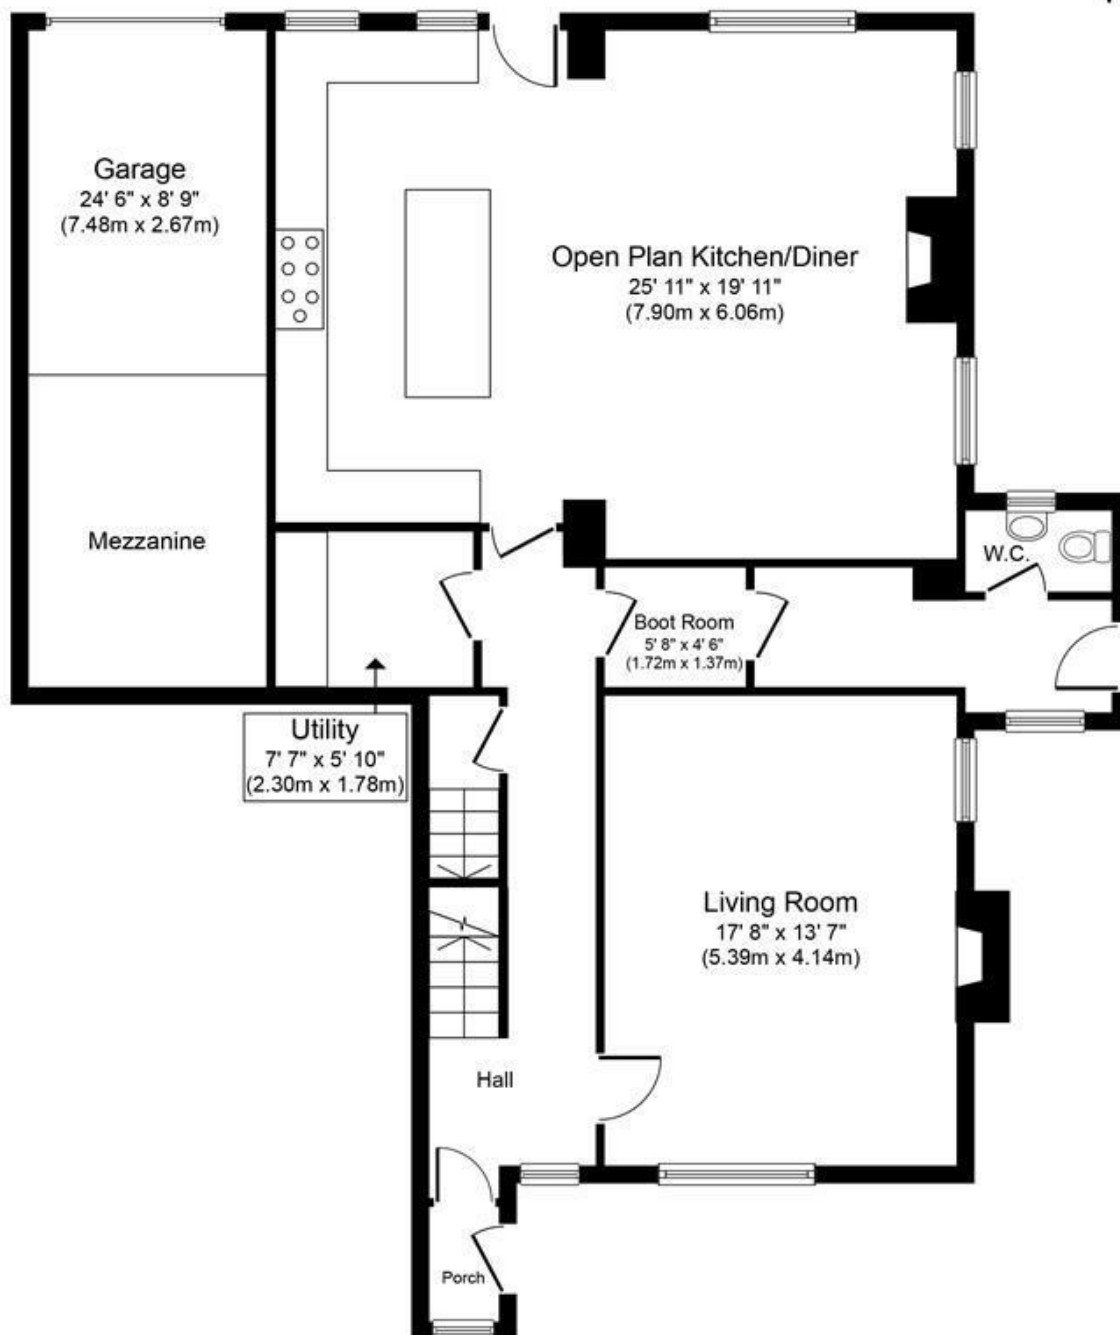 Garage
24' 6" x 8' 9"
(7.48m x 2.67m)
Open Plan Kitchen/Diner
25' 11" x 19' 11"
(7.90m x 6.06m)
Mezzanine
W.C.
Boot Room
5' 8" x 4' 6"
(1.72m x 1.37m)
Utility
7' 7" x 5' 10"
(2.30m x 1.78m)
Living Room
17' 8" x 13' 7"
(5.39m x 4.14m)
Hall
Porch